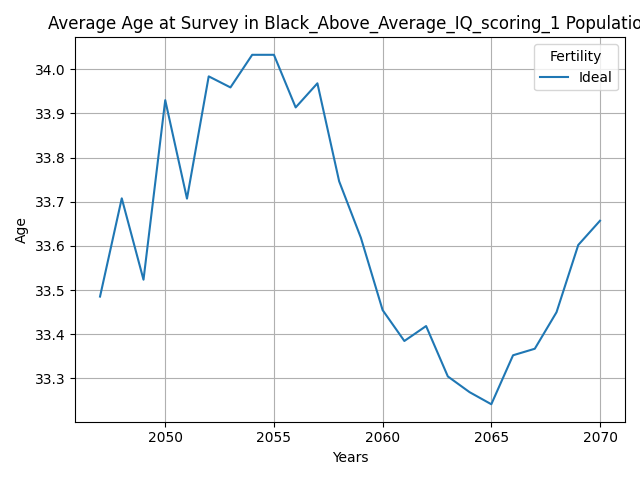 Average Age at Survey in Black_Above_Average_IQ_scoring_1 Populatio
Fertility
Ideal
34.0
33.9
33.8
33.7
33.6
33.5
33.4
33.3
Age
2050 2055 2060 2065 2070
Years